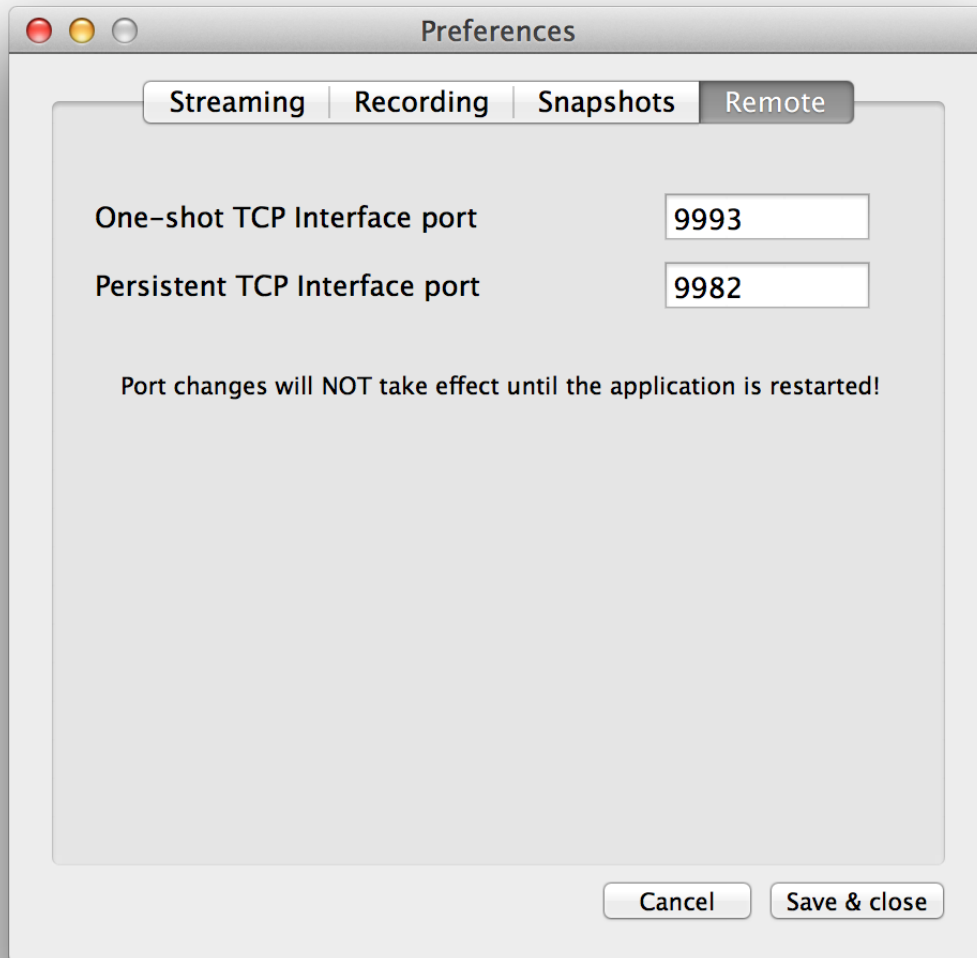 Preferences
Streaming Recording Snapshots Remote
One-shot TCP Interface port 9993
Persistent TCP Interface port 9982
Port changes will NOT take effect until the application is restarted!
Cancel Save & close